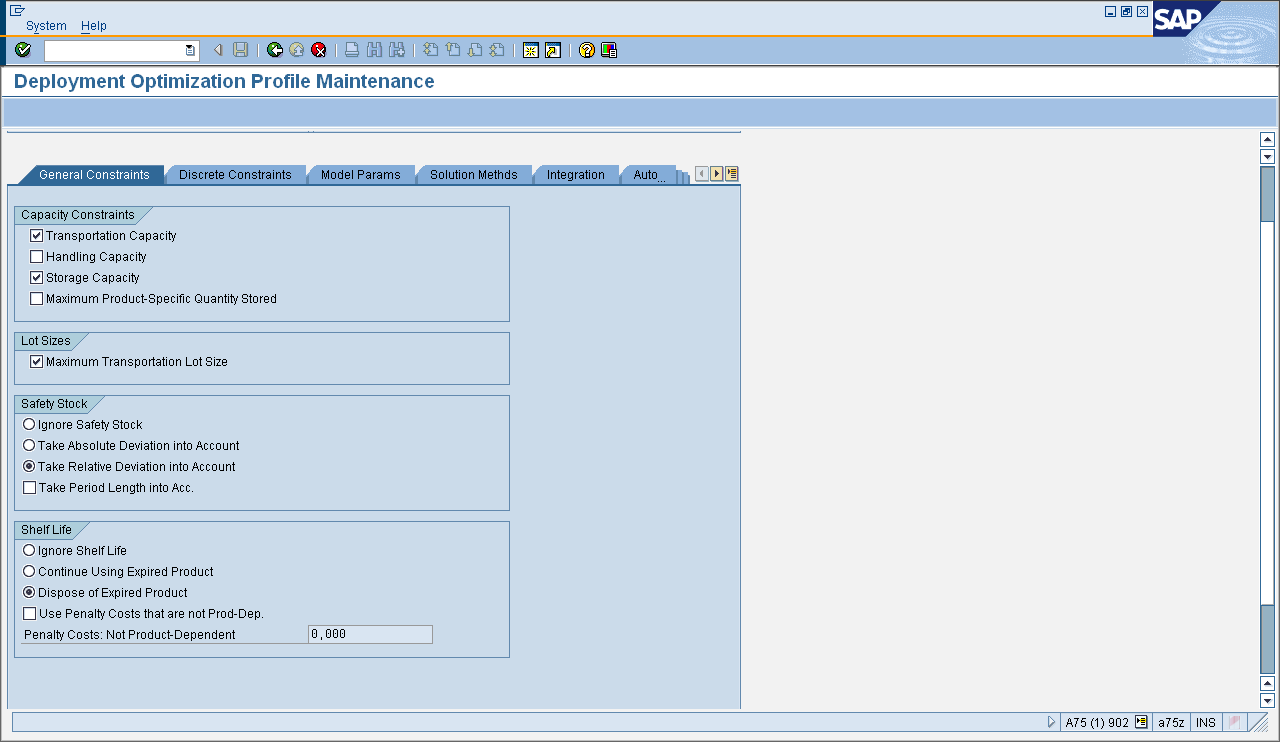 System Help
SAP
Deployment Optimization Profile Maintenance
General Constraints Discrete Constraints Model Params Solution Methds Integration Auto...
Capacity Constraints
Transportation Capacity
Handling Capacity
Storage Capacity
Maximum Product-Specific Quantity Stored
Lot Sizes
Maximum Transportation Lot Size
Safety Stock
Ignore Safety Stock
Take Absolute Deviation into Account
Take Relative Deviation into Account
Take Period Length into Acc.
Shelf Life
Ignore Shelf Life
Continue Using Expired Product
Dispose of Expired Product
Use Penalty Costs that are not Prod-Dep.
Penalty Costs: Not Product-Dependent 0,000
A75 (1) 902 a75z INS